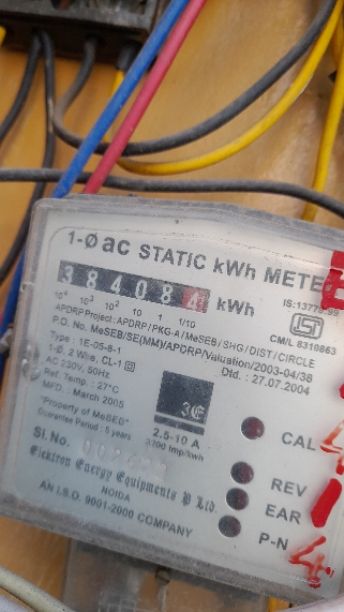 1-Ø ac STATIC kWh METE
384084 kWh
10⁴ 10³ 10² 10 1 1/10
IS:13779-99
APDRP Project: APDRP / PKG-A / MeSEB / SHG / DIST / CIRCLE
P.O. No. MeSEB/SE(MM)/APDRP/Valuation/2003-04/38
CM/L 8310863
Type : 1E-05-8-1
Dtd. : 27.07.2004
1-Ø, 2 Wire, CL-1
AC 230V, 50Hz
Ref. Temp. : 27°C
MFD. : March 2005
"Property of MeSEB"
Guarantee Period : 5 years
2.5-10 A
3200 Imp/kwh
CAL
Sl. No.
REV
Elektron Energy Equipments P Ltd.
EAR
NOIDA
P-N
AN I.S.O. 9001-2000 COMPANY